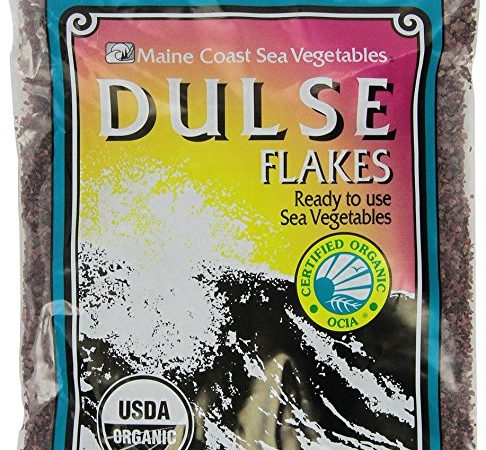 Maine Coast Sea Vegetables
DULSE
FLAKES
Ready to use
Sea Vegetables
CERTIFIED ORGANIC
OCIA ®
USDA
ORGANIC